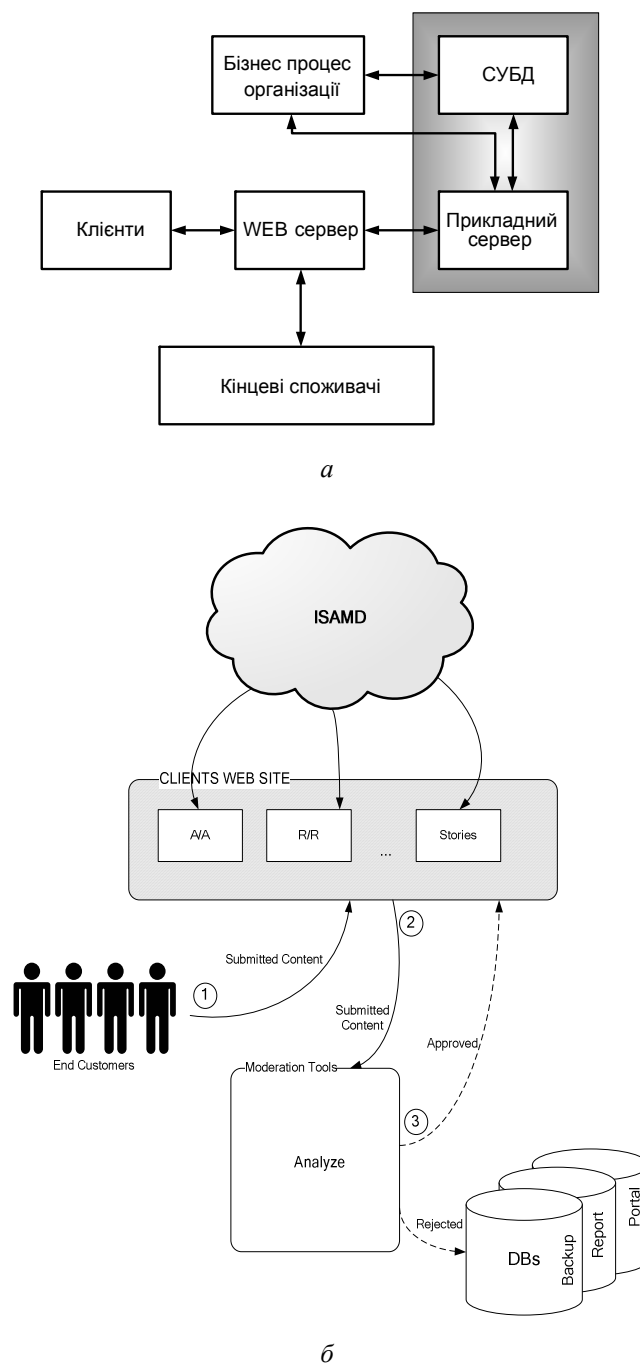 Бізнес процес
організації
СУБД
Клієнти
WEB сервер
Прикладний
сервер
Кінцеві споживачі
а
ISAMD
CLIENTS WEB SITE
A/A
R/R
...
Stories
1
Submitted Content
2
Submitted
Content
Approved
End Customers
Moderation Tools
3
Analyze
Rejected
DBs
Backup
Report
Portal
б